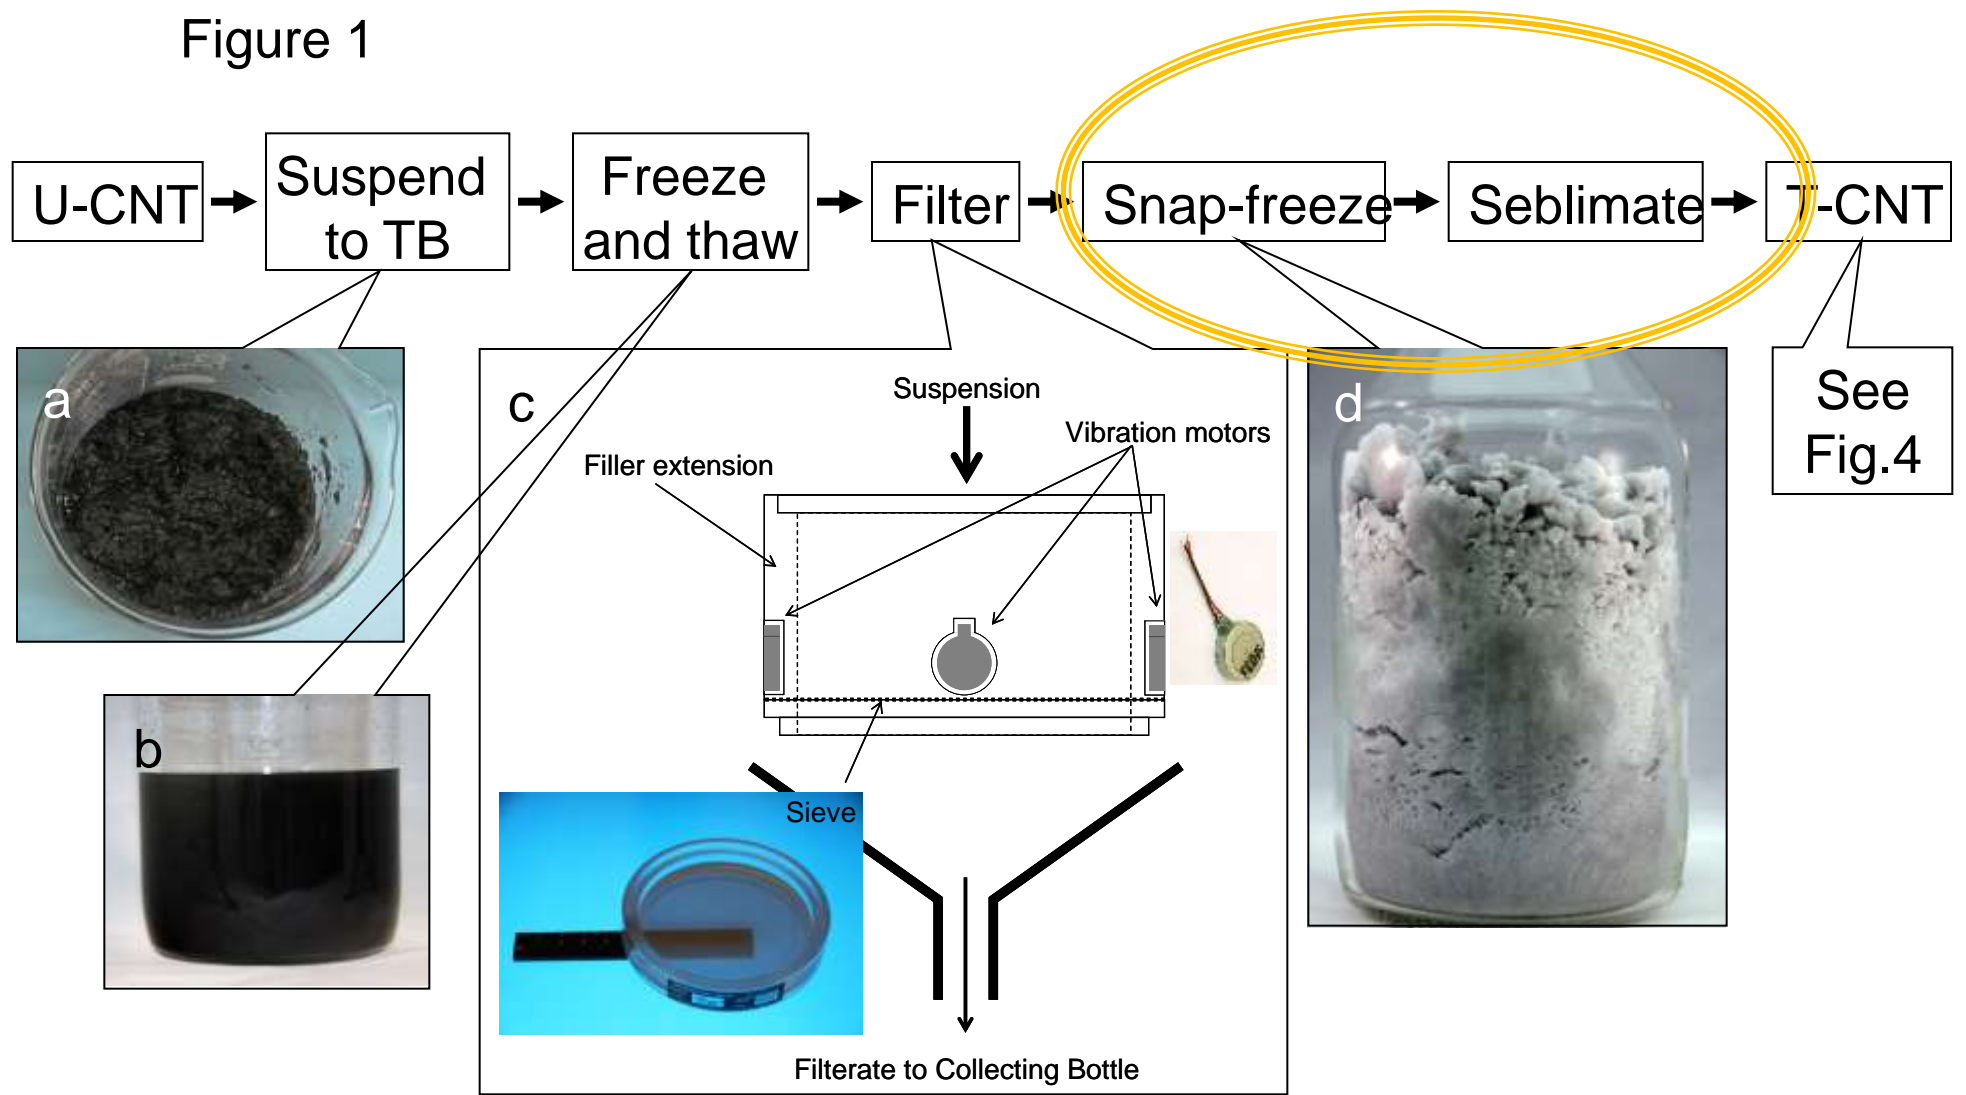 Figure 1
U-CNT
Suspend
to TB
Freeze
and thaw
Filter
Snap-freeze
Seblimate
T-CNT
See
Fig.4
a
b
c
Suspension
Vibration motors
Filler extension
Sieve
Filterate to Collecting Bottle
d